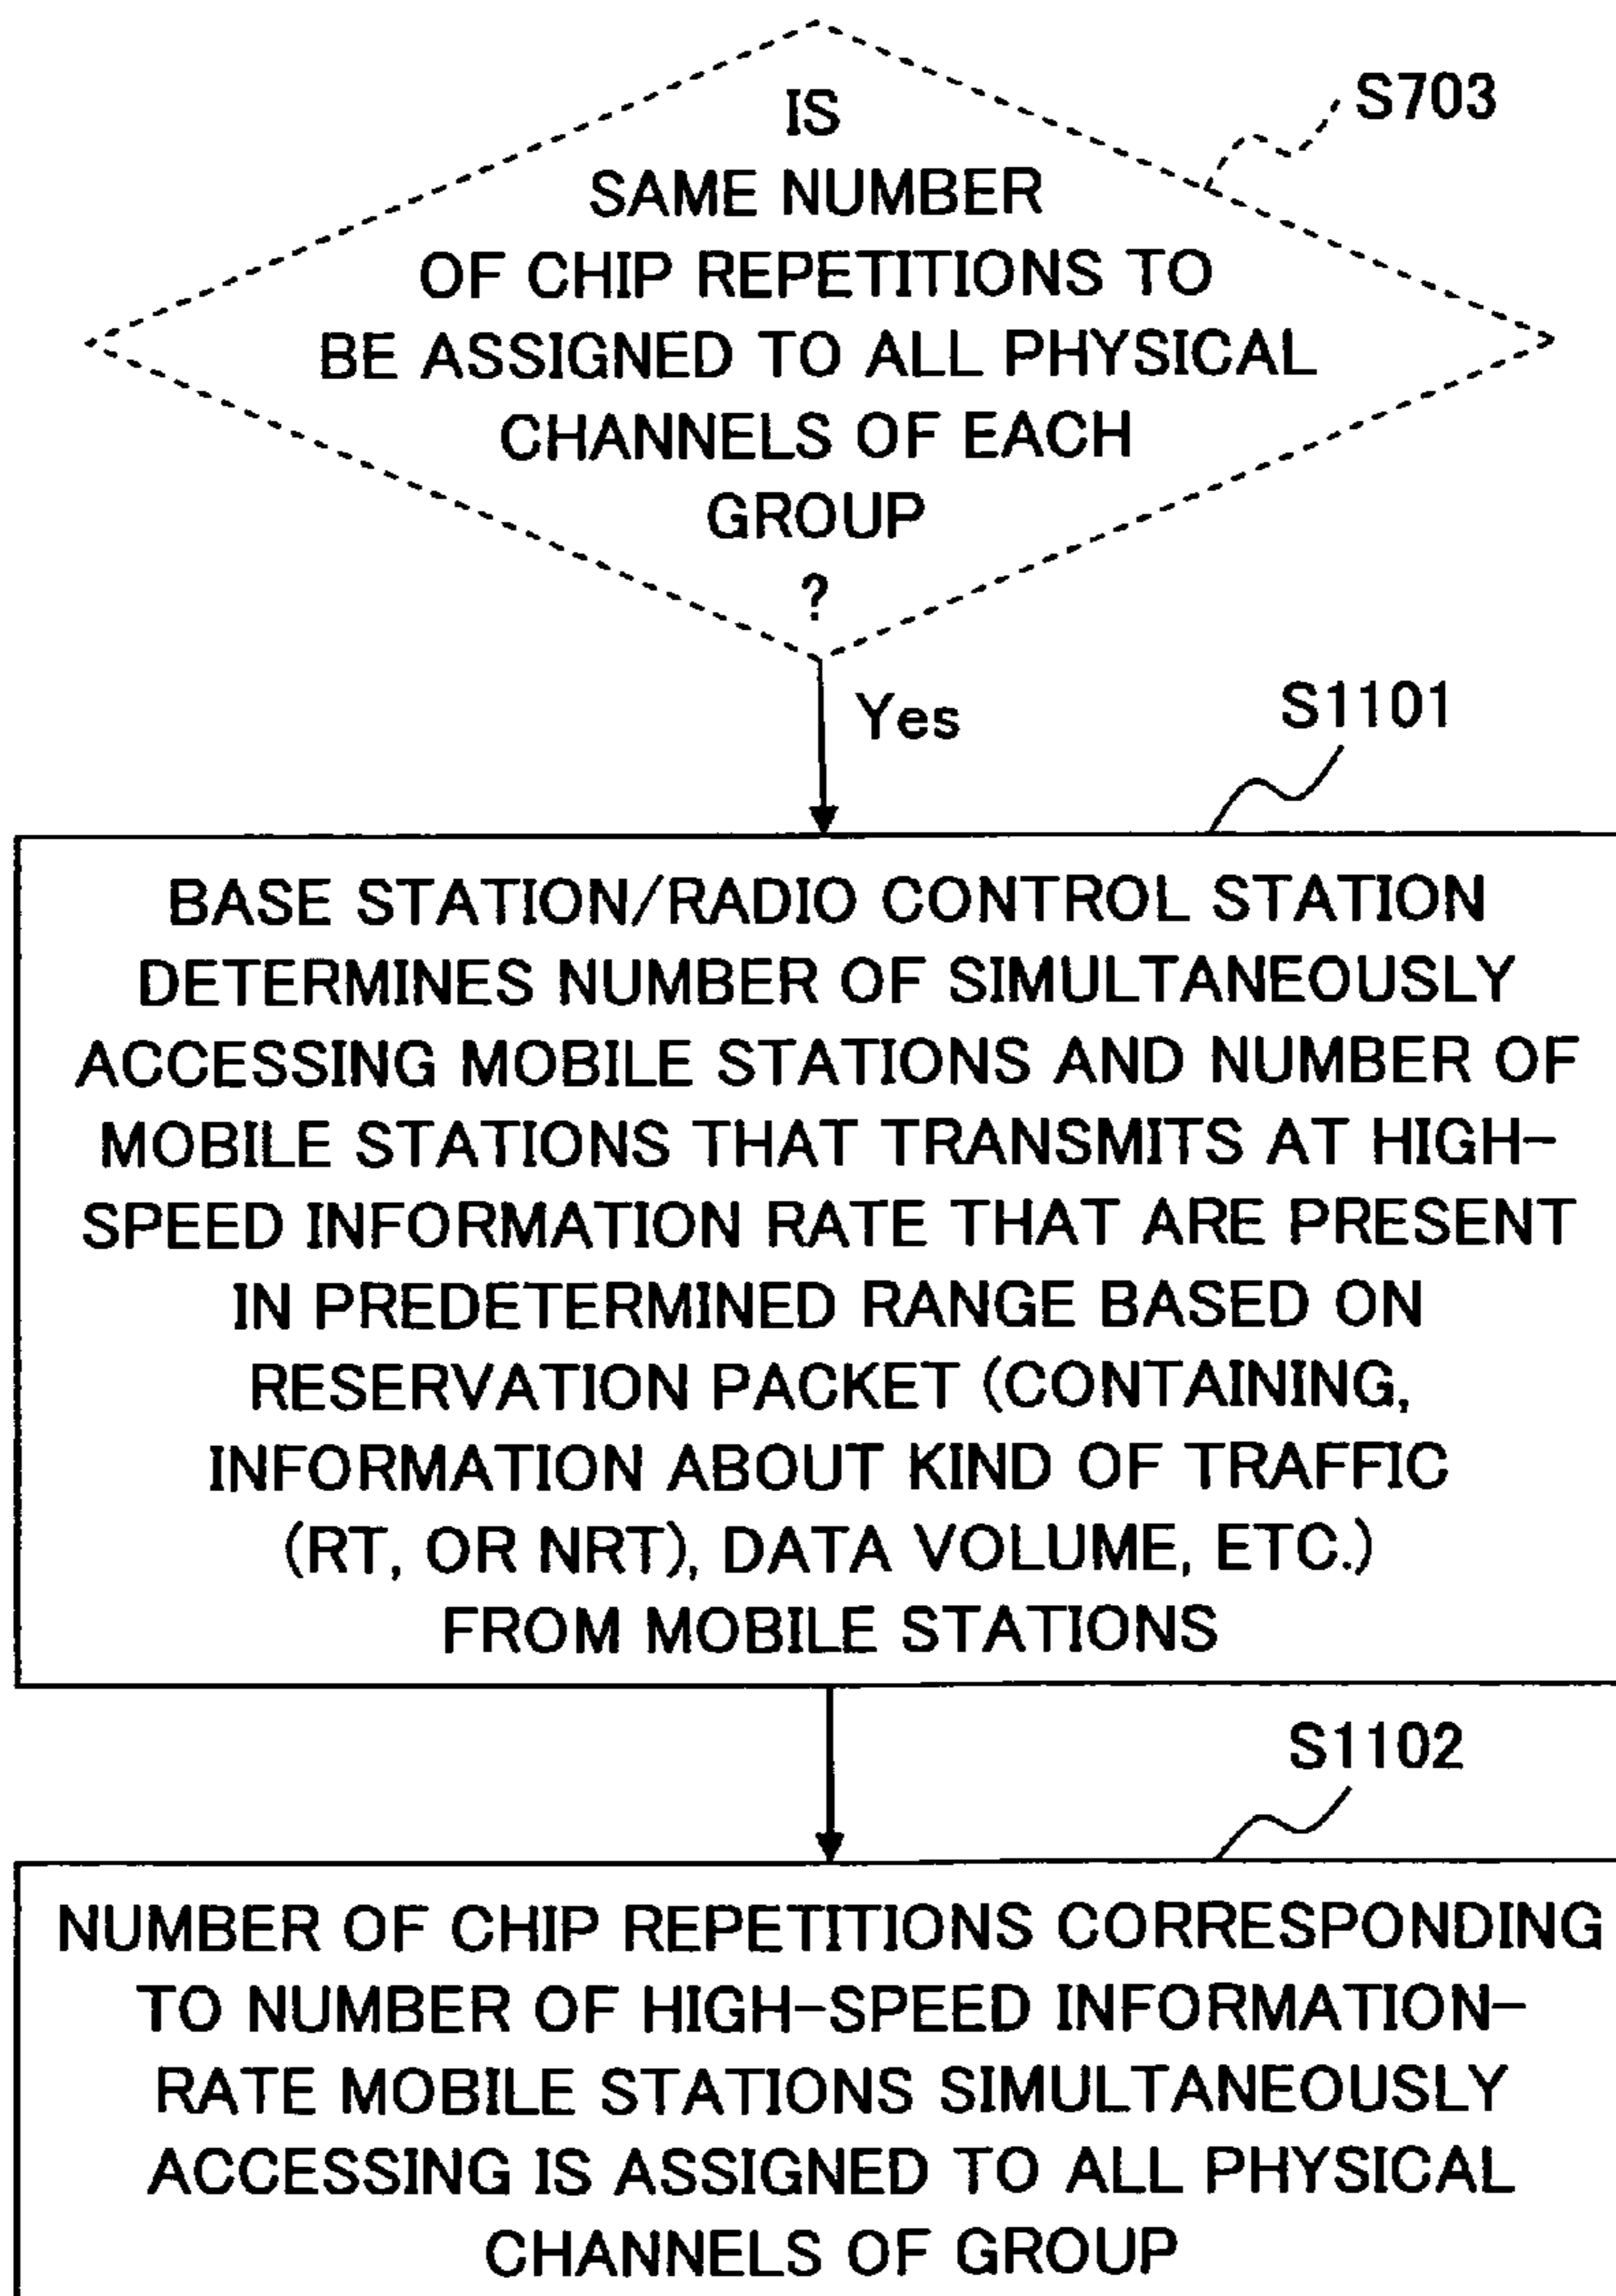 IS
S703
SAME NUMBER
OF CHIP REPETITIONS TO
BE ASSIGNED TO ALL PHYSICAL
CHANNELS OF EACH
GROUP
?
Yes
S1101
BASE STATION/RADIO CONTROL STATION
DETERMINES NUMBER OF SIMULTANEOUSLY
ACCESSING MOBILE STATIONS AND NUMBER OF
MOBILE STATIONS THAT TRANSMITS AT HIGH-
SPEED INFORMATION RATE THAT ARE PRESENT
IN PREDETERMINED RANGE BASED ON
RESERVATION PACKET (CONTAINING,
INFORMATION ABOUT KIND OF TRAFFIC
(RT, OR NRT), DATA VOLUME, ETC.)
FROM MOBILE STATIONS
S1102
NUMBER OF CHIP REPETITIONS CORRESPONDING
TO NUMBER OF HIGH-SPEED INFORMATION-
RATE MOBILE STATIONS SIMULTANEOUSLY
ACCESSING IS ASSIGNED TO ALL PHYSICAL
CHANNELS OF GROUP